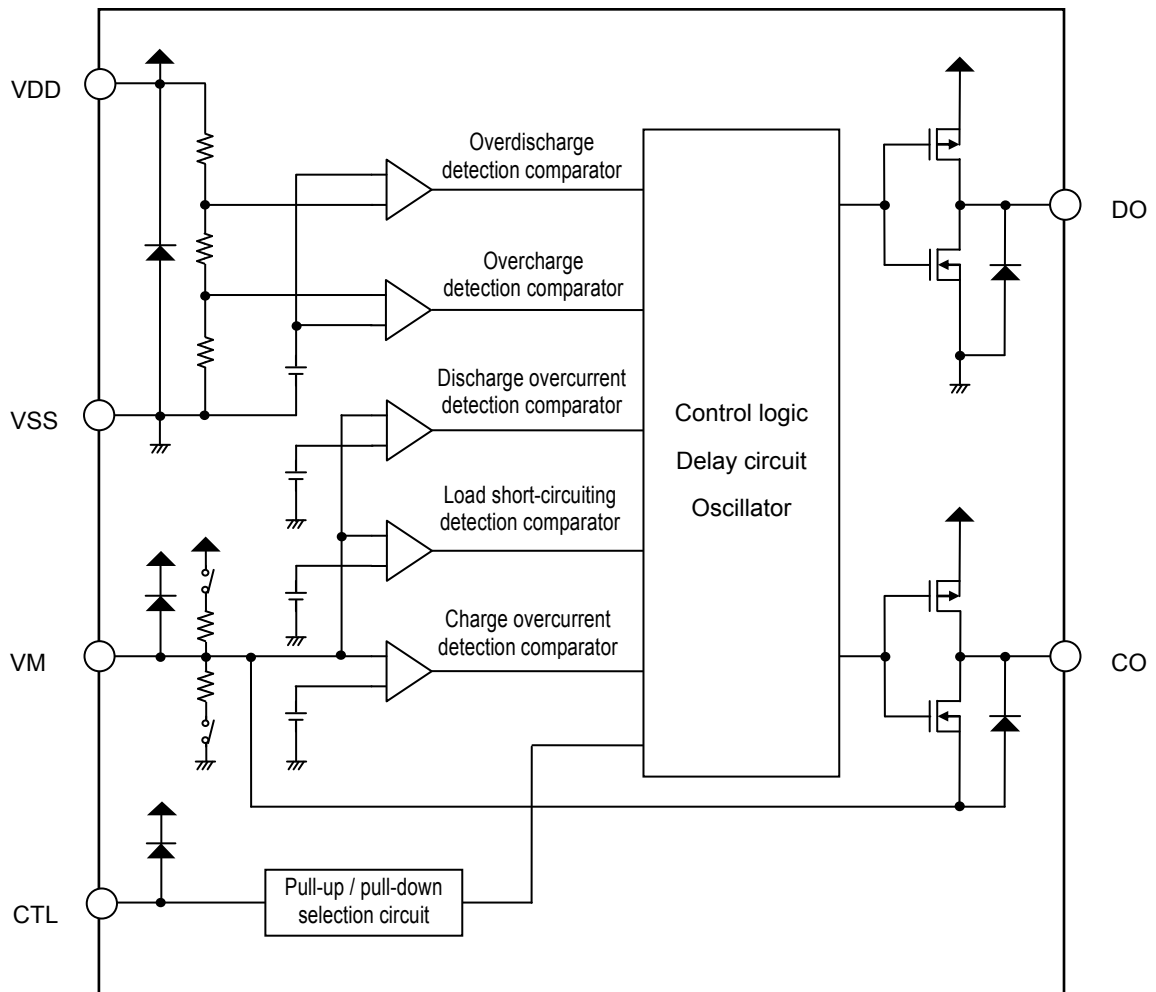 VDD
Overdischarge
detection comparator
DO
Overcharge
detection comparator
Discharge overcurrent
detection comparator
VSS
Control logic
Delay circuit
Oscillator
Load short-circuiting
detection comparator
Charge overcurrent
detection comparator
VM
CO
Pull-up / pull-down
selection circuit
CTL